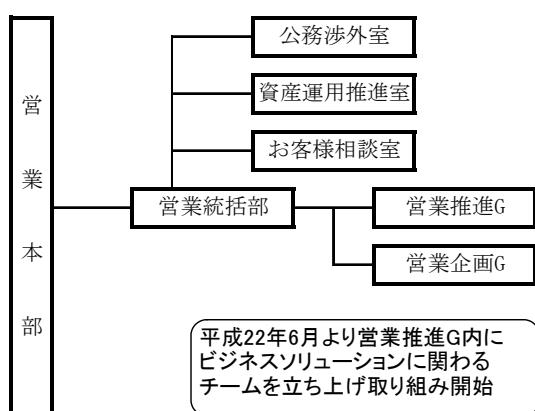 営業本部
公務渉外室
資産運用推進室
お客様相談室
営業統括部
営業推進G
営業企画G
平成22年6月より営業推進G内に
ビジネスソリューションに関わる
チームを立ち上げ取り組み開始